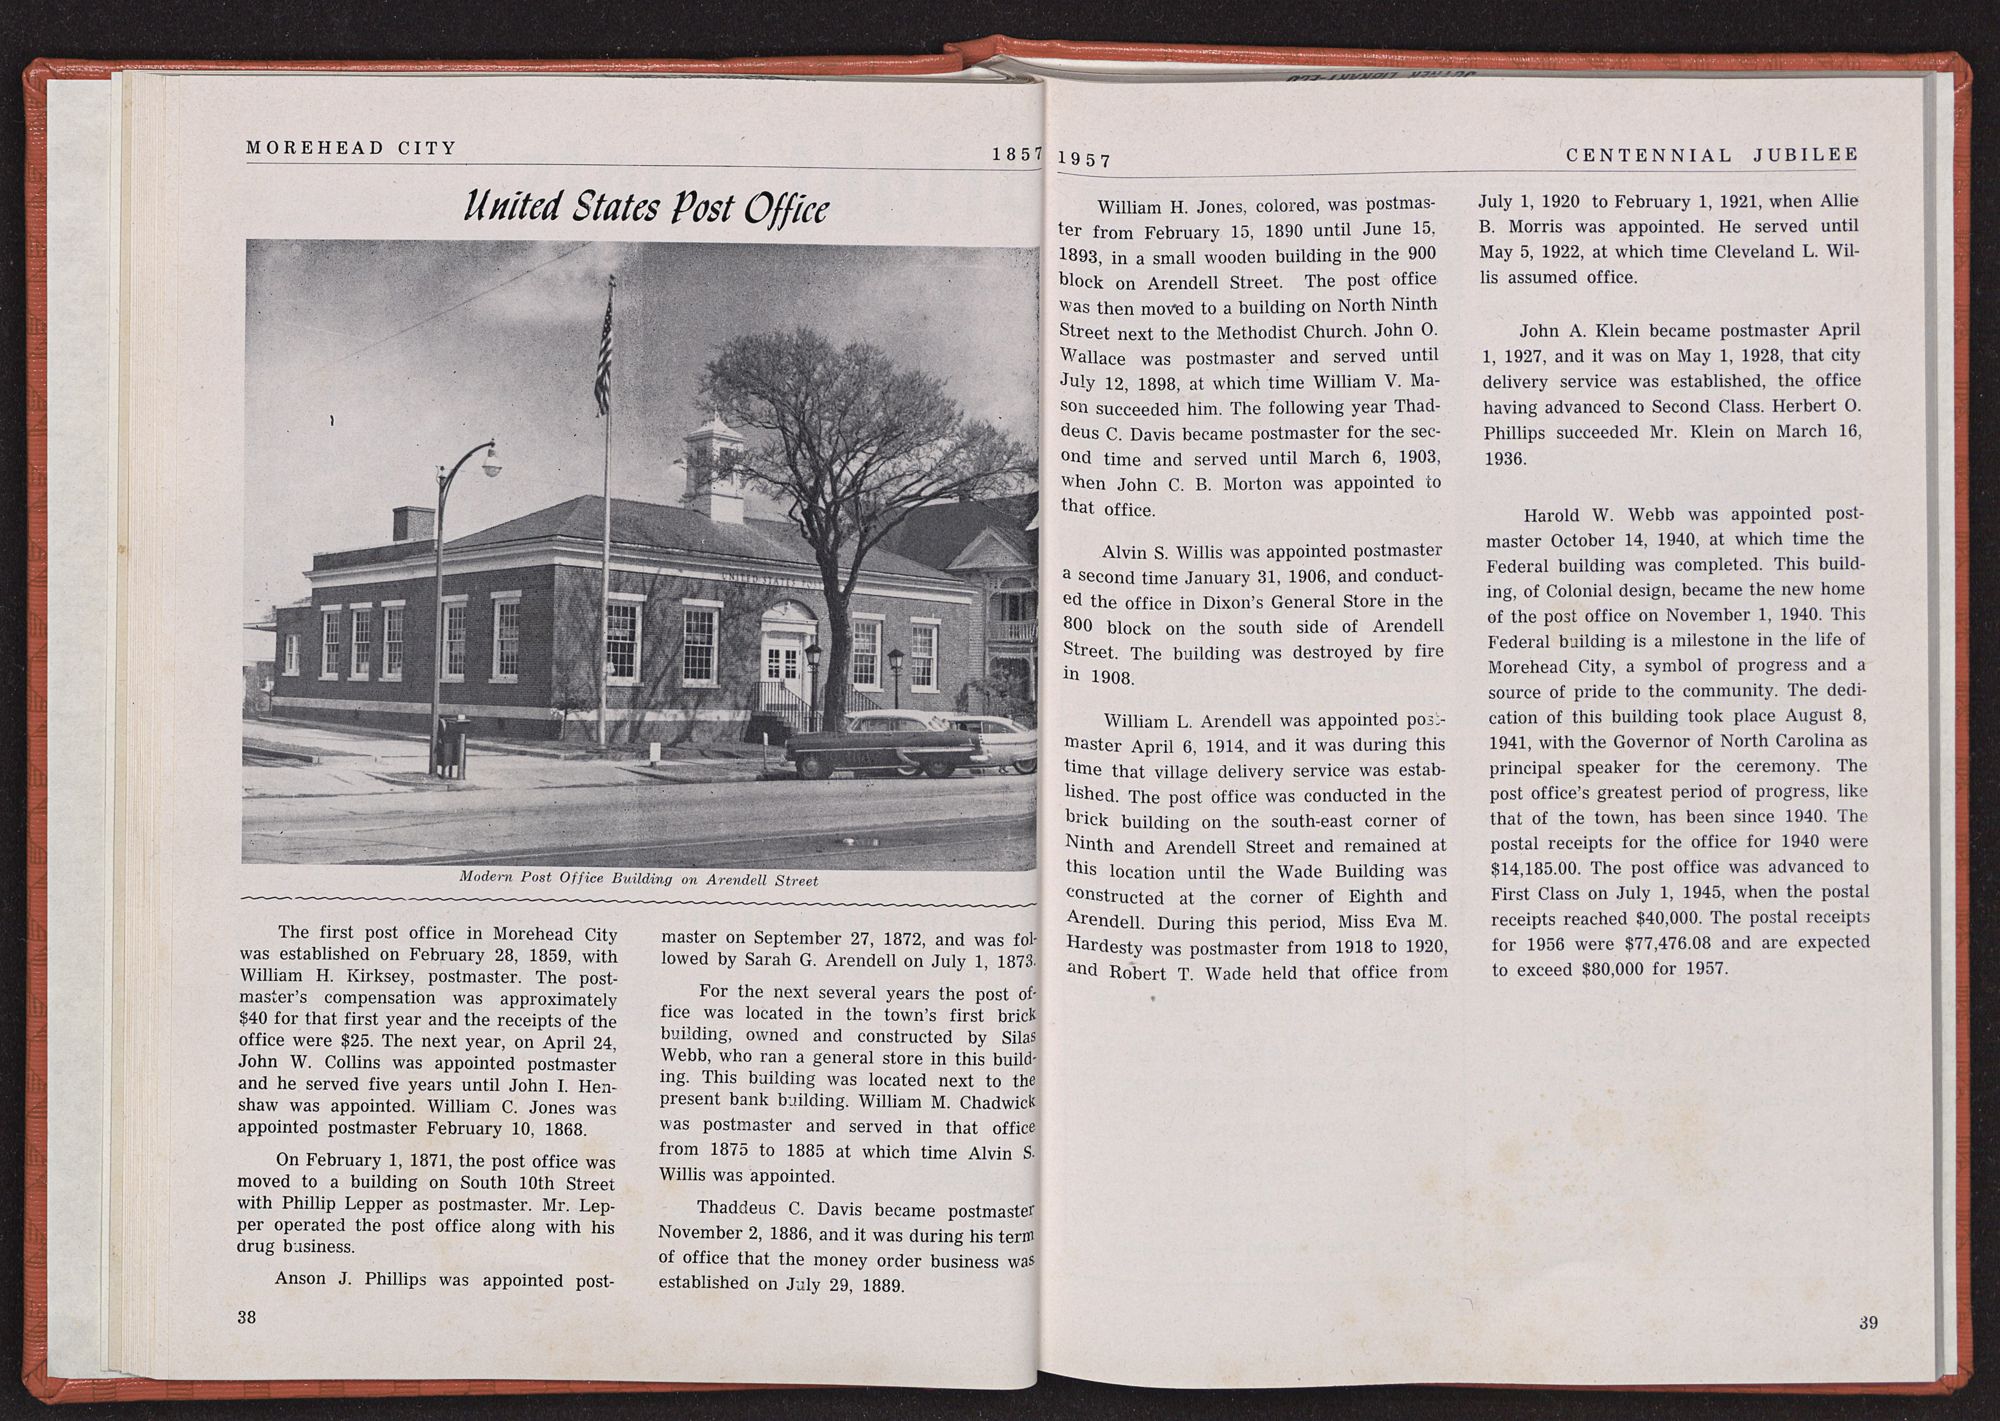 MOREHEAD CITY
1857
United States Post Office
UNITED STATES
Modern Post Office Building on Arendell Street
The first post office in Morehead City
was established on February 28, 1859, with
William H. Kirksey, postmaster. The post-
master's compensation was approximately
$40 for that first year and the receipts of the
office were $25. The next year, on April 24,
John W. Collins was appointed postmaster
and he served five years until John I. Hen-
shaw was appointed. William C. Jones was
appointed postmaster February 10, 1868.
On February 1, 1871, the post office was
moved to a building on South 10th Street
with Phillip Lepper as postmaster. Mr. Lep-
per operated the post office along with his
drug business.
Anson J. Phillips was appointed post-
38
master on September 27, 1872, and was fol-
lowed by Sarah G. Arendell on July 1, 1873.
For the next several years the post of-
fice was located in the town's first brick
building, owned and constructed by Silas
Webb, who ran a general store in this build-
ing. This building was located next to the
present bank building. William M. Chadwick
was postmaster and served in that office
from 1875 to 1885 at which time Alvin S.
Willis was appointed.
Thaddeus C. Davis became postmaster
November 2, 1886, and it was during his term
of office that the money order business was
established on July 29, 1889.
1957
CENTENNIAL JUBILEE
William H. Jones, colored, was postmas-
ter from February 15, 1890 until June 15,
1893, in a small wooden building in the 900
block on Arendell Street. The post office
was then moved to a building on North Ninth
Street next to the Methodist Church. John O.
Wallace was postmaster and served until
July 12, 1898, at which time William V. Ma-
son succeeded him. The following year Thad-
deus C. Davis became postmaster for the sec-
ond time and served until March 6, 1903,
when John C. B. Morton was appointed to
that office.
Alvin S. Willis was appointed postmaster
a second time January 31, 1906, and conduct-
ed the office in Dixon's General Store in the
800 block on the south side of Arendell
Street. The building was destroyed by fire
in 1908.
William L. Arendell was appointed post-
master April 6, 1914, and it was during this
time that village delivery service was estab-
lished. The post office was conducted in the
brick building on the south-east corner of
Ninth and Arendell Street and remained at
this location until the Wade Building was
constructed at the corner of Eighth and
Arendell. During this period, Miss Eva M.
Hardesty was postmaster from 1918 to 1920,
and Robert T. Wade held that office from
July 1, 1920 to February 1, 1921, when Allie
B. Morris was appointed. He served until
May 5, 1922, at which time Cleveland L. Wil-
lis assumed office.
John A. Klein became postmaster April
1, 1927, and it was on May 1, 1928, that city
delivery service was established, the office
having advanced to Second Class. Herbert O.
Phillips succeeded Mr. Klein on March 16,
1936.
Harold W. Webb was appointed post-
master October 14, 1940, at which time the
Federal building was completed. This build-
ing, of Colonial design, became the new home
of the post office on November 1, 1940. This
Federal building is a milestone in the life of
Morehead City, a symbol of progress and a
source of pride to the community. The dedi-
cation of this building took place August 8,
1941, with the Governor of North Carolina as
principal speaker for the ceremony. The
post office's greatest period of progress, like
that of the town, has been since 1940. The
postal receipts for the office for 1940 were
$14,185.00. The post office was advanced to
First Class on July 1, 1945, when the postal
receipts reached $40,000. The postal receipts
for 1956 were $77,476.08 and are expected
to exceed $80,000 for 1957.
39